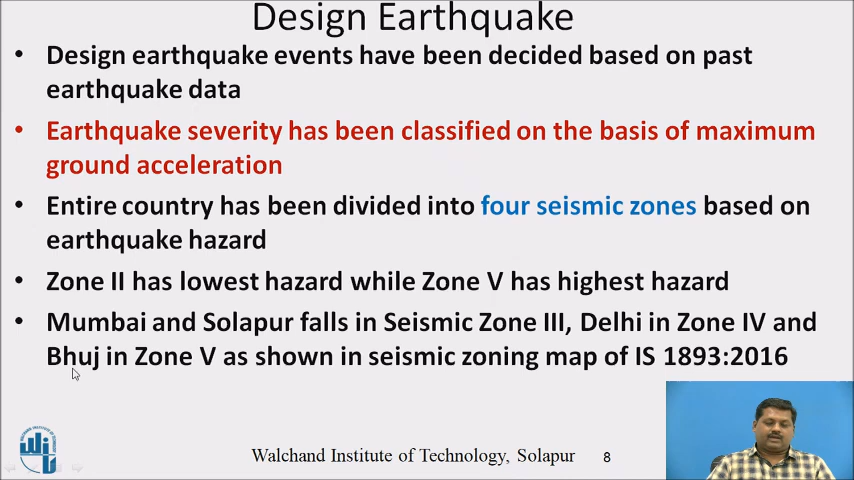 Design Earthquake
• Design earthquake events have been decided based on past
earthquake data
• Earthquake severity has been classified on the basis of maximum
ground acceleration
• Entire country has been divided into four seismic zones based on
earthquake hazard
• Zone II has lowest hazard while Zone V has highest hazard
• Mumbai and Solapur falls in Seismic Zone III, Delhi in Zone IV and
Bhuj in Zone V as shown in seismic zoning map of IS 1893:2016
Walchand Institute of Technology, Solapur 8